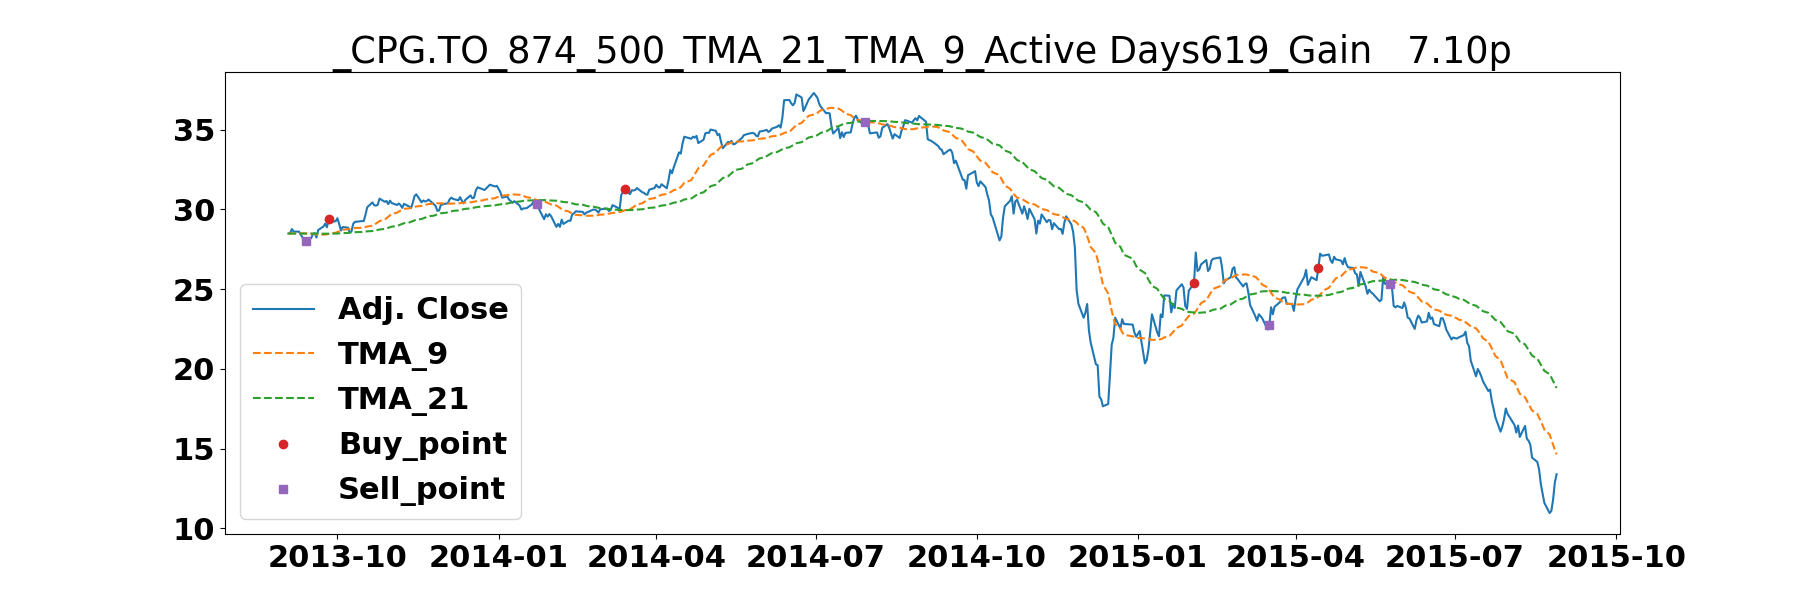 _CPG.TO_874_500_TMA_21_TMA_9_Active Days619_Gain   7.10p
35
30
25
20
15
10
Adj. Close
TMA_9
TMA_21
Buy_point
Sell_point
2013-10 2014-01 2014-04 2014-07 2014-10 2015-01 2015-04 2015-07 2015-10